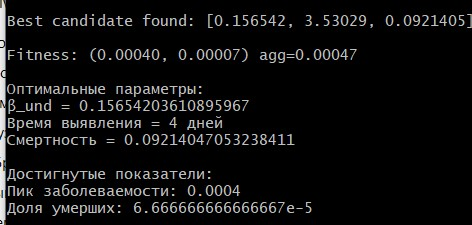 Best candidate found: [0.156542, 3.53029, 0.0921405]
Fitness: (0.00040, 0.00007) agg=0.00047
Оптимальные параметры:
β_und = 0.15654203610895967
Время выявления = 4 дней
Смертность = 0.09214047053238411
Достигнутые показатели:
Пик заболеваемости: 0.0004
Доля умерших: 6.666666666666667e-5